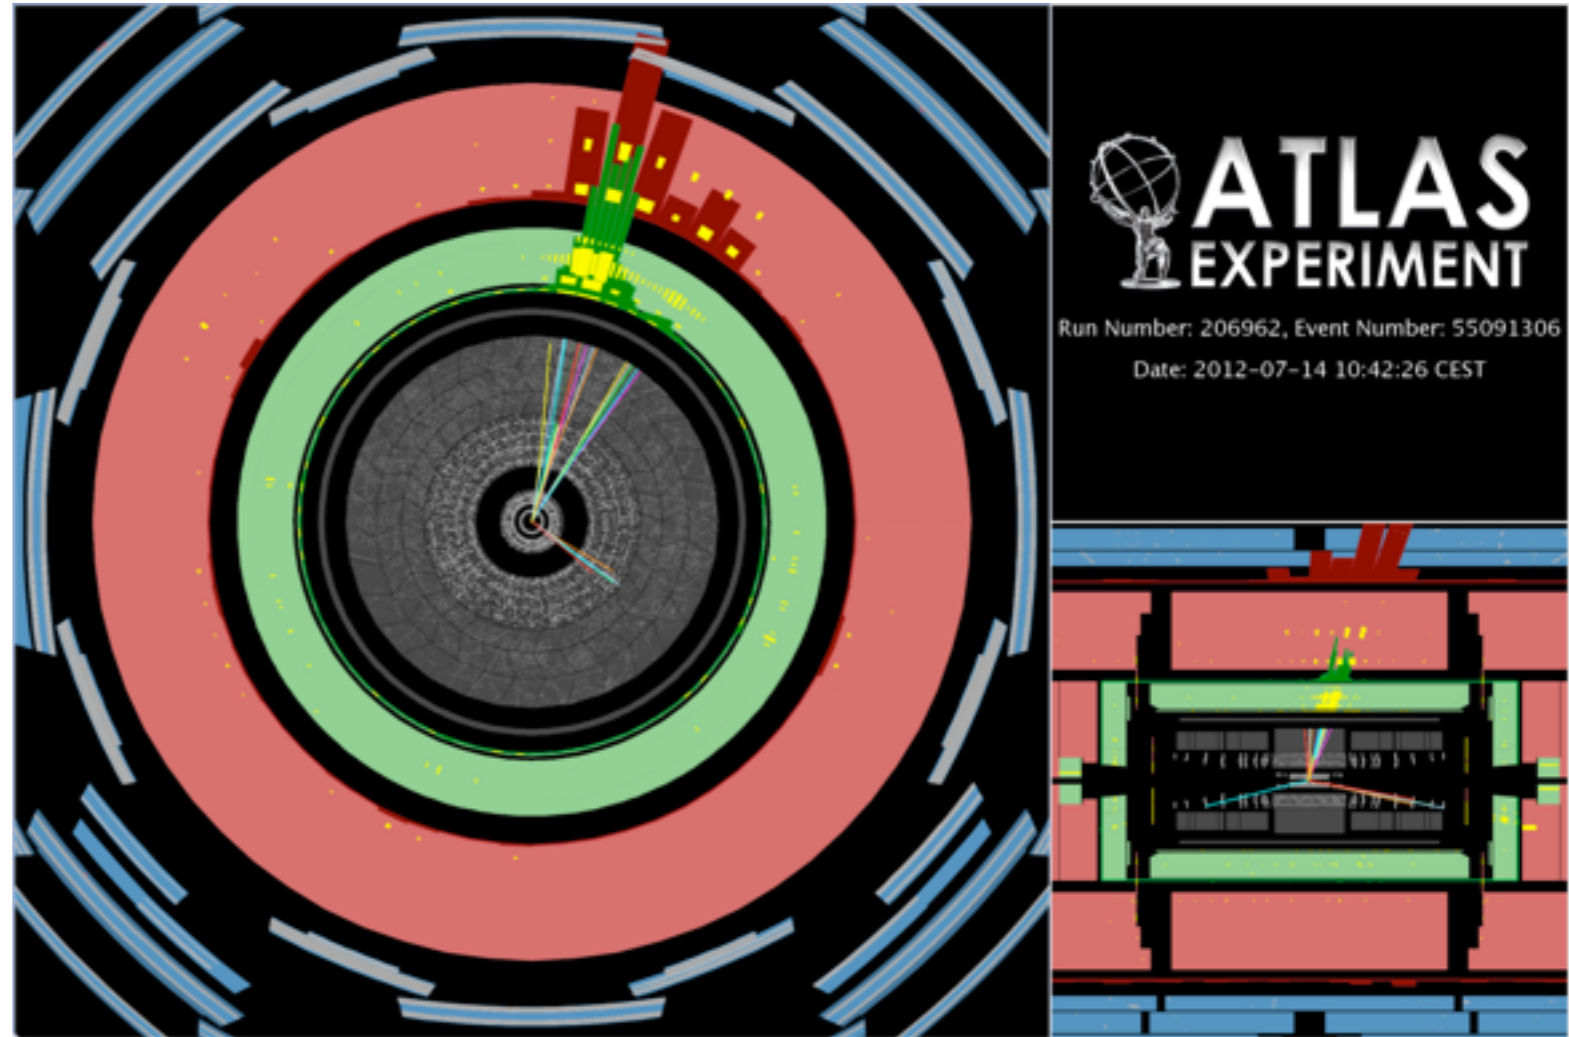 ATLAS
EXPERIMENT
Run Number: 206962, Event Number: 55091306
Date: 2012-07-14 10:42:26 CEST